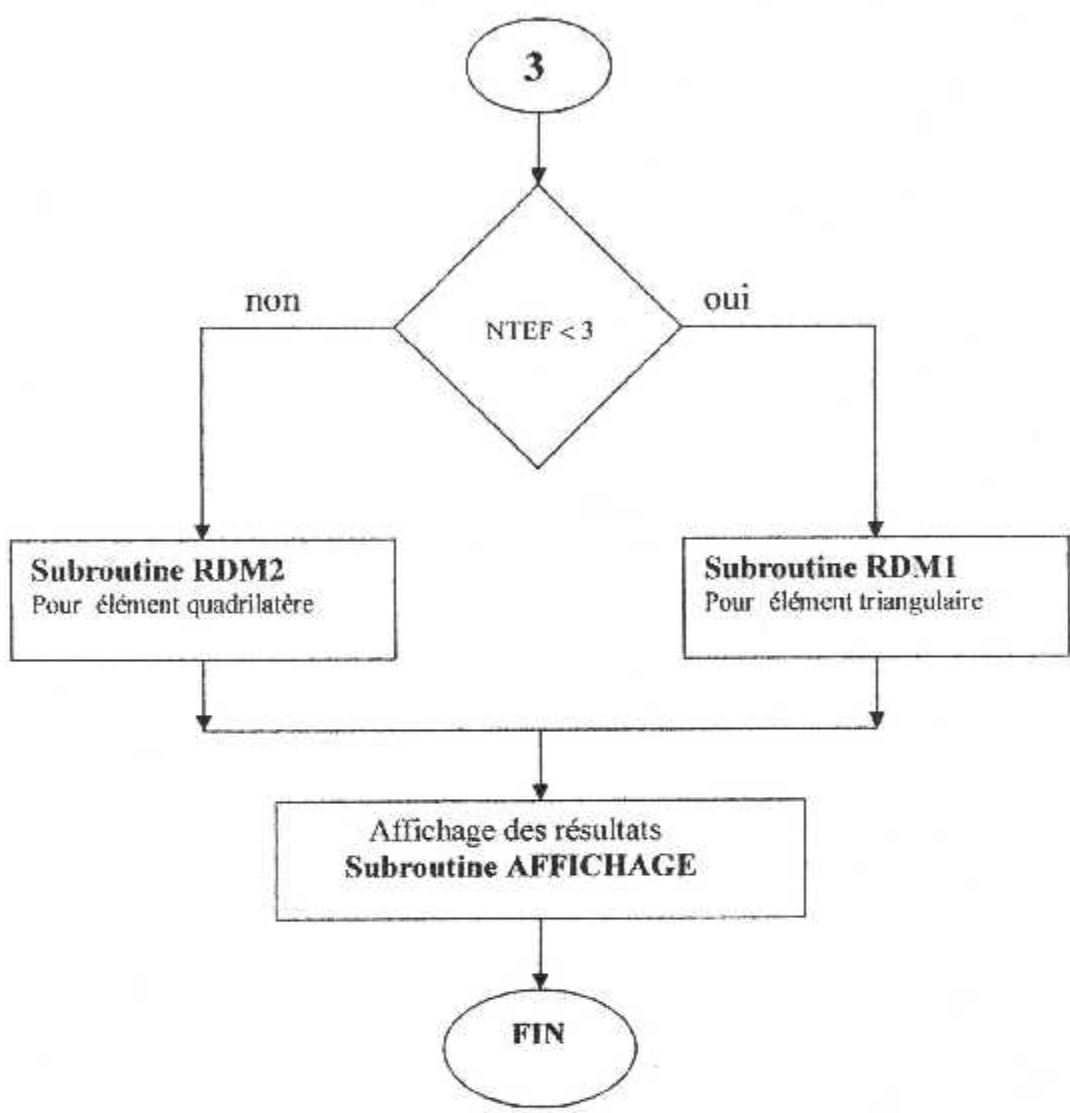 3
non
oui
NTEF < 3
Subroutine RDM2
Pour élément quadrilatère
Subroutine RDM1
Pour élément triangulaire
Affichage des résultats
Subroutine AFFICHAGE
FIN